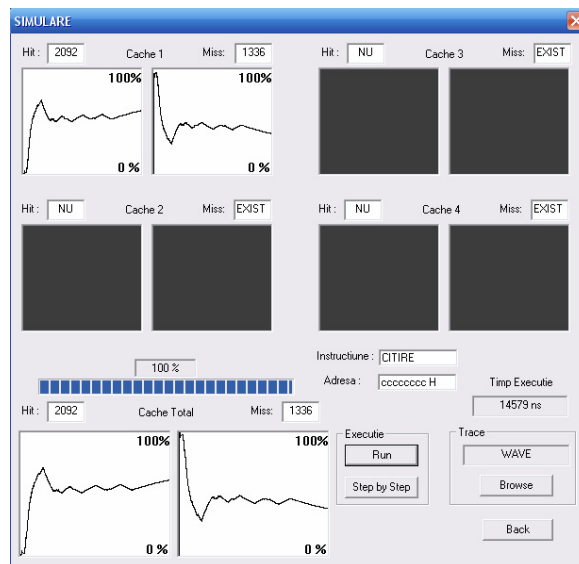 SIMULARE
Hit : 2092 Cache 1 Miss: 1336
100% 100%
0 % 0 %
Hit : NU Cache 3 Miss: EXIST
Hit : NU Cache 2 Miss: EXIST
Hit : NU Cache 4 Miss: EXIST
100 %
Instructiune : CITIRE
Adresa : cccccccc H
Timp Executie
14579 ns
Hit : 2092 Cache Total Miss: 1336
100% 100%
0 % 0 %
Executie
Run
Step by Step
Trace
WAVE
Browse
Back